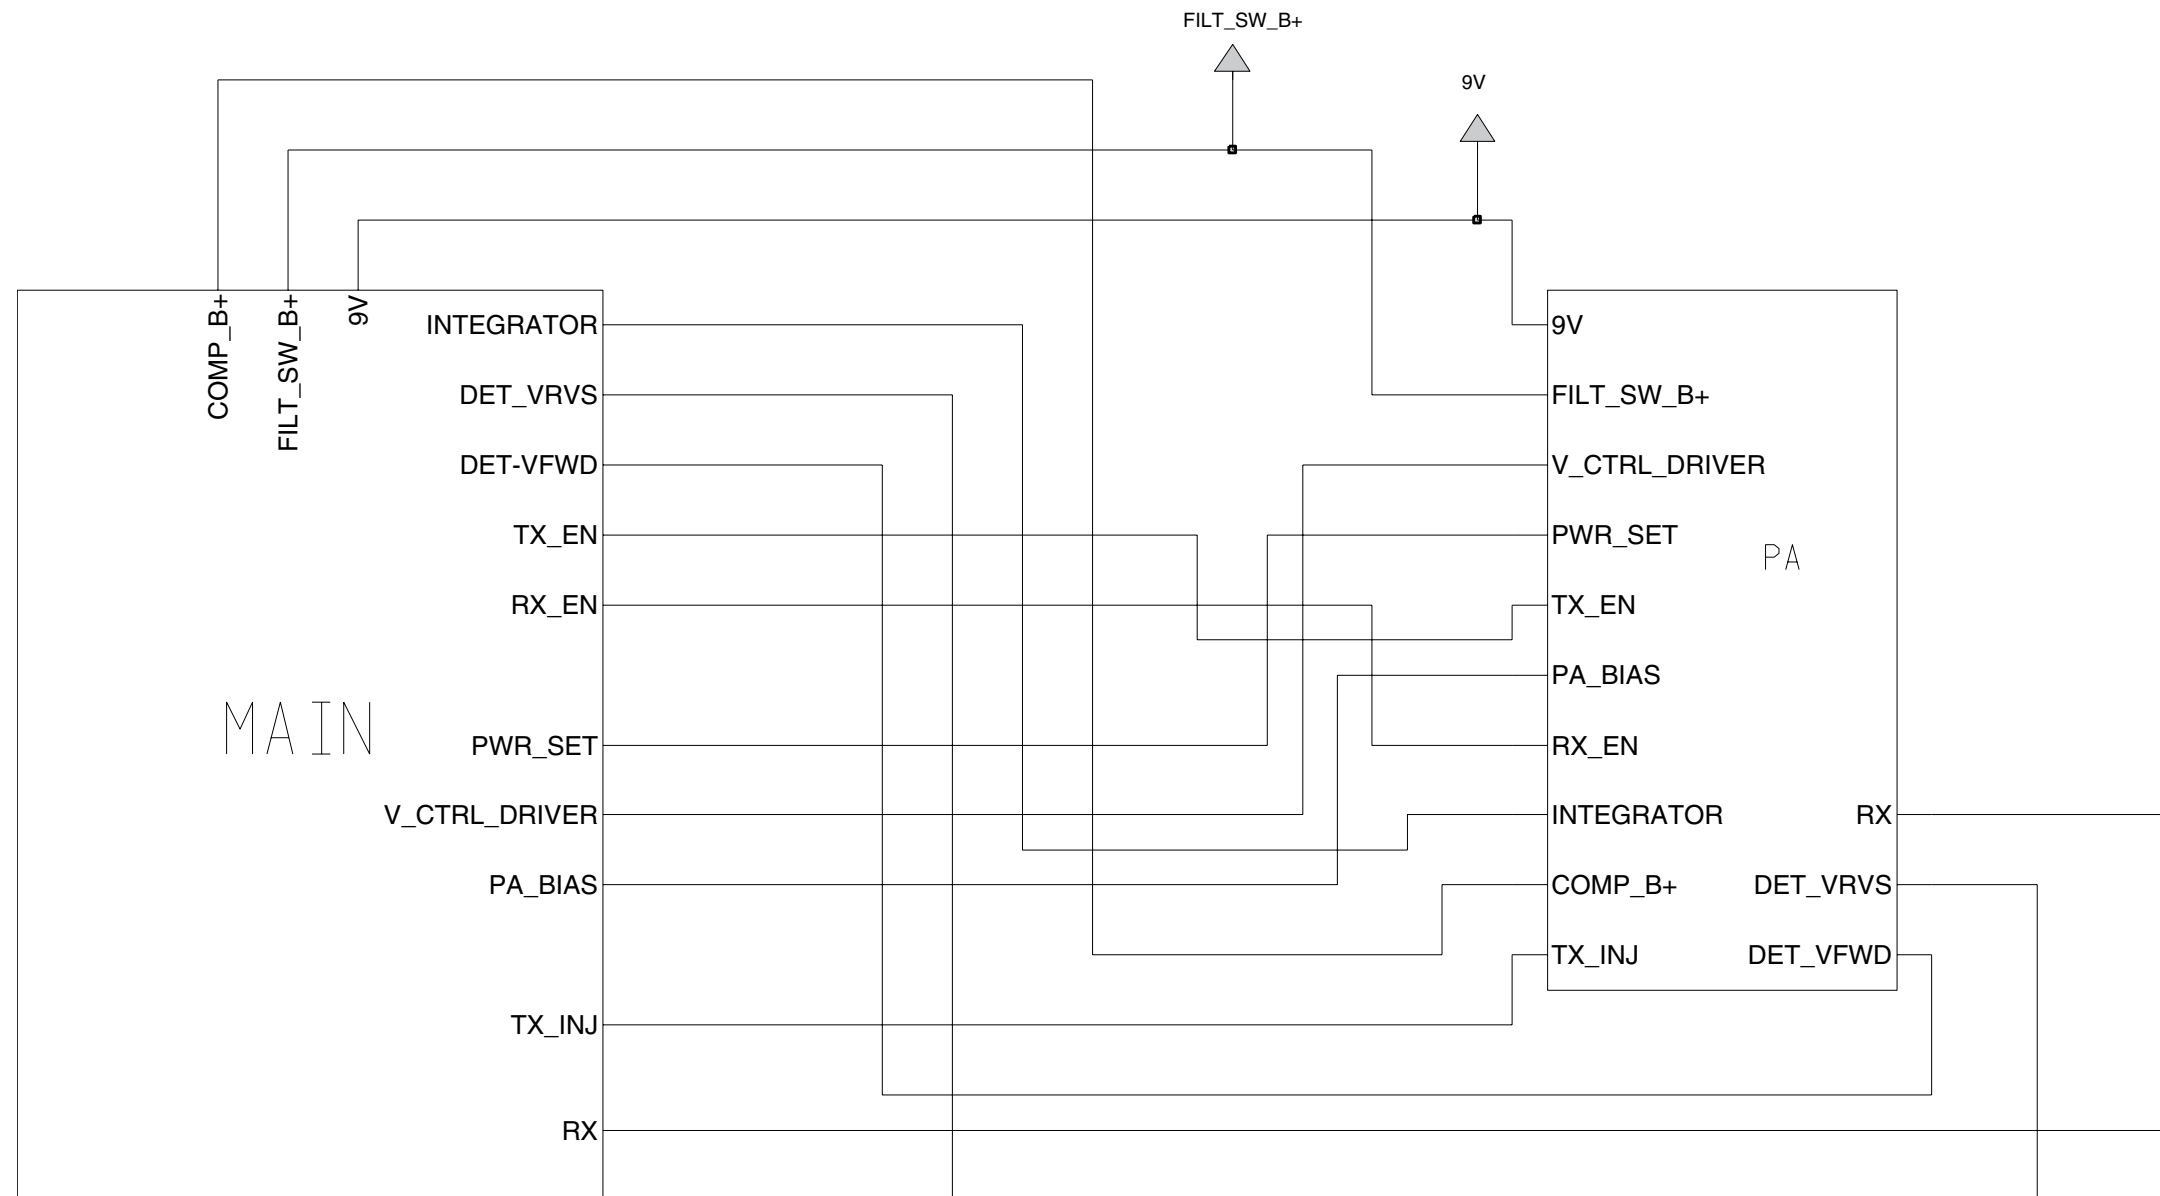 FILT_SW_B+
9V
COMP_B+
FILT_SW_B+
9V
INTEGRATOR
DET_VRVS
DET-VFWD
TX_EN
RX_EN
MAIN
PWR_SET
V_CTRL_DRIVER
PA_BIAS
TX_INJ
RX
9V
FILT_SW_B+
V_CTRL_DRIVER
PWR_SET
PA
TX_EN
PA_BIAS
RX_EN
INTEGRATOR
RX
COMP_B+
DET_VRVS
TX_INJ
DET_VFWD